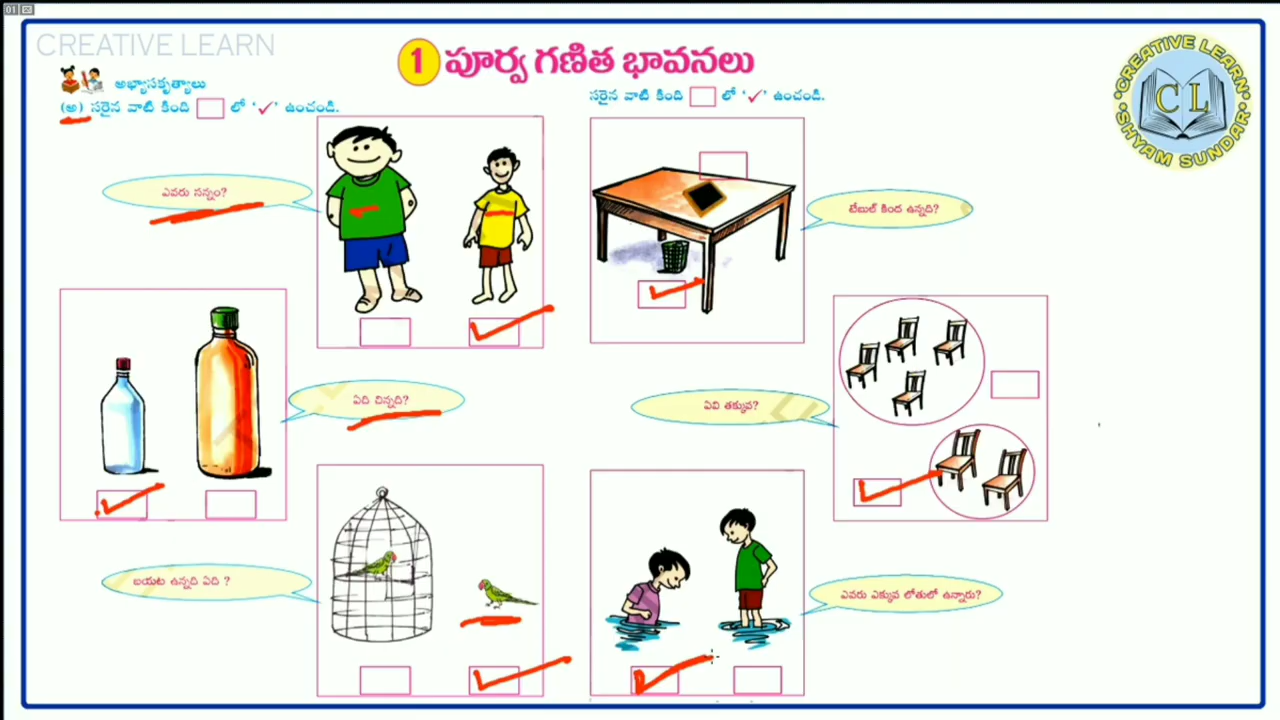 01
CREATIVE LEARN
1 పూర్వ గణిత భావనలు
CREATIVE LEARN
CL
SHYAM SUNDAR
అభ్యాసకృత్యాలు
(అ) సరైన వాటి కింది లో ‘✓’ ఉంచండి.
సరైన వాటి కింది లో ‘✓’ ఉంచండి.
ఎవరు సన్నం?
టేబుల్ కింద ఉన్నది?
ఏది చిన్నది?
ఏవి తక్కువ?
బయట ఉన్నది ఏది ?
ఎవరు ఎక్కువ లోతులో ఉన్నారు?